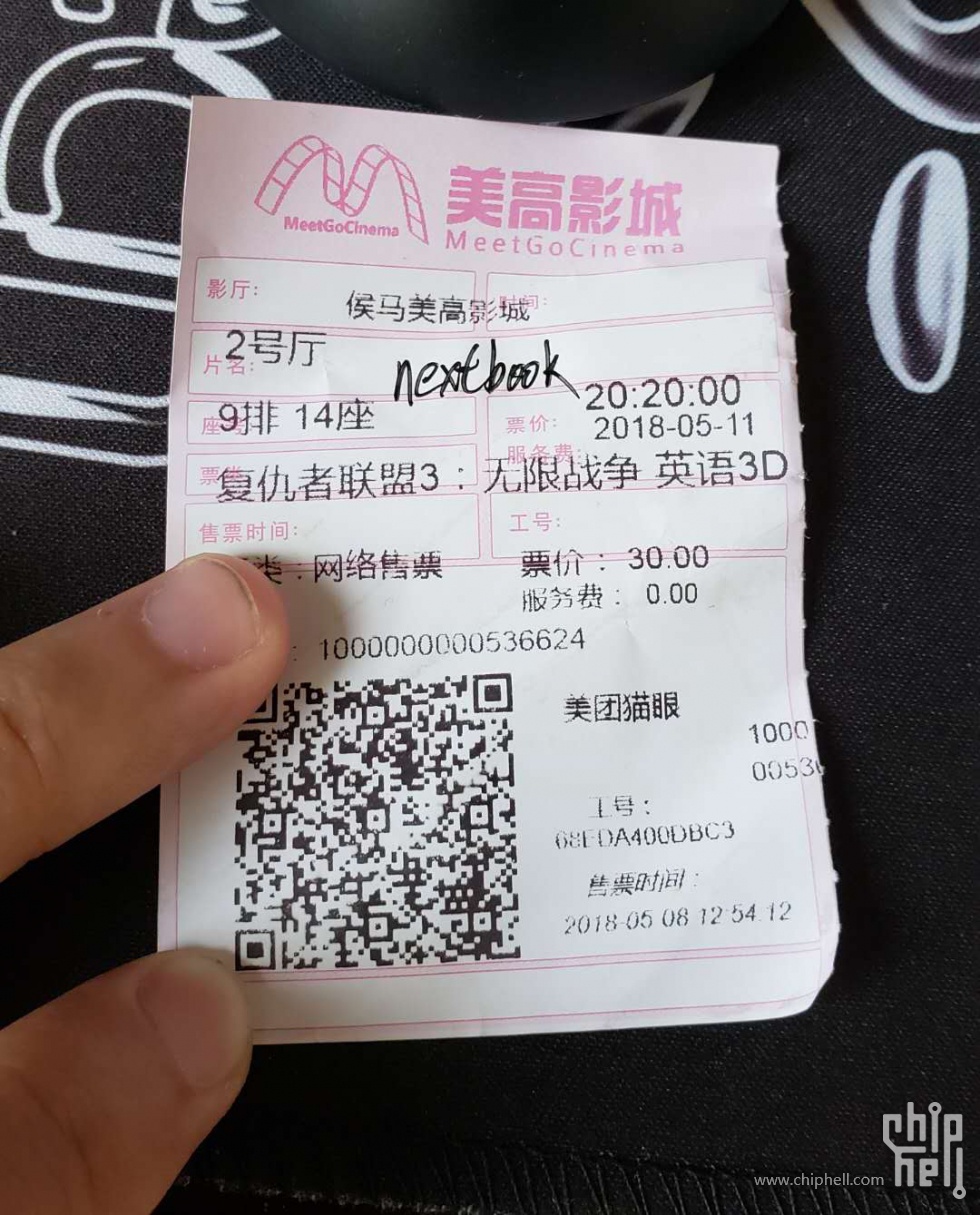 MeetGoCinema
美高影城
MeetGoCinema
影厅:
时间:
侯马美高影城
2号厅
片名:
nextbook
20:20:00
9排 14座
票价:
2018-05-11
服务费:
复仇者联盟3：无限战争 英语3D
售票时间:
工号:
类：网络售票
票价： 30.00
服务费： 0.00
: 1000000000536624
美团猫眼
1000
0053
工号：
68FDA400DBC3
售票时间：
2018-05-08 12:54:12
www.chiphell.com
chip
hell